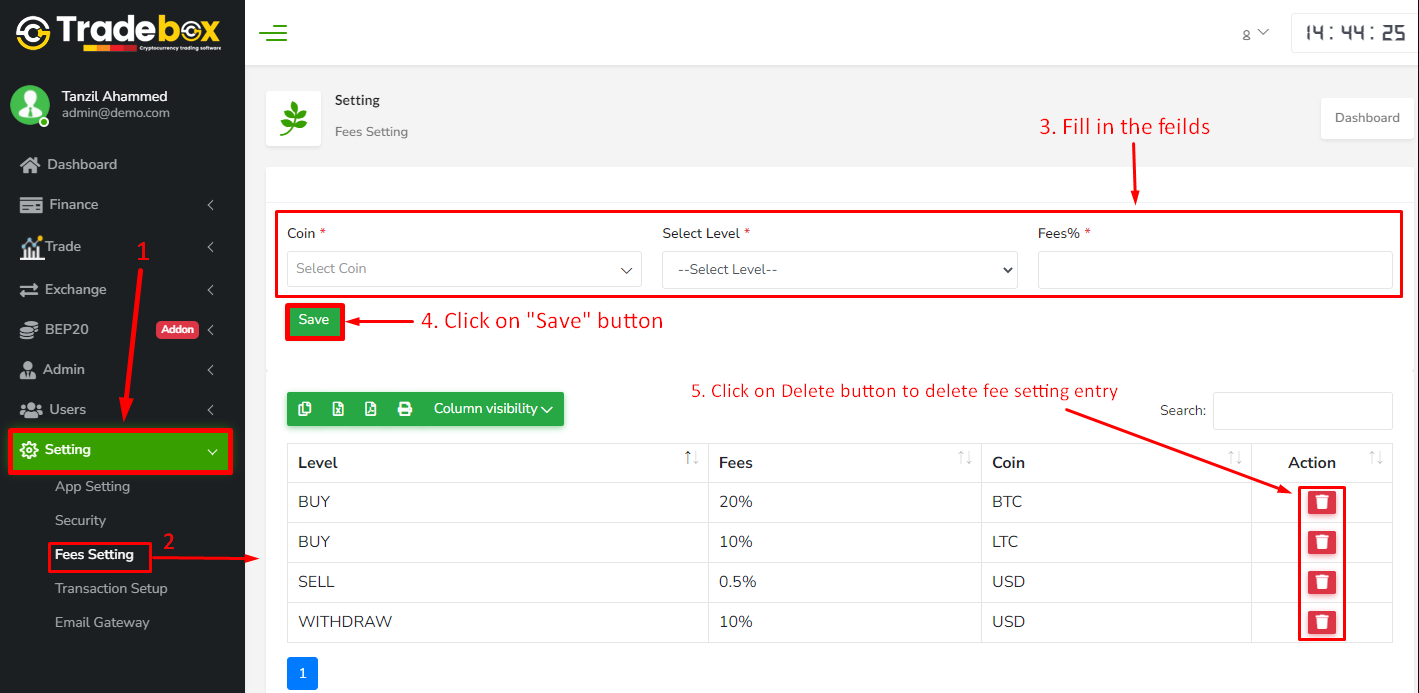 Tradebox
Cryptocurrency trading software
14:44:25
Tanzil Ahammed
admin@demo.com
Setting
Fees Setting
Dashboard
3. Fill in the feilds
Dashboard
Finance
Trade
1
Exchange
BEP20 Addon
Admin
Users
Setting
App Setting
Security
Fees Setting
2
Transaction Setup
Email Gateway
Coin * Select Level * Fees% *
Select Coin --Select Level--
Save
4. Click on "Save" button
5. Click on Delete button to delete fee setting entry
Column visibility
Search:
Level Fees Coin Action
BUY 20% BTC
BUY 10% LTC
SELL 0.5% USD
WITHDRAW 10% USD
1